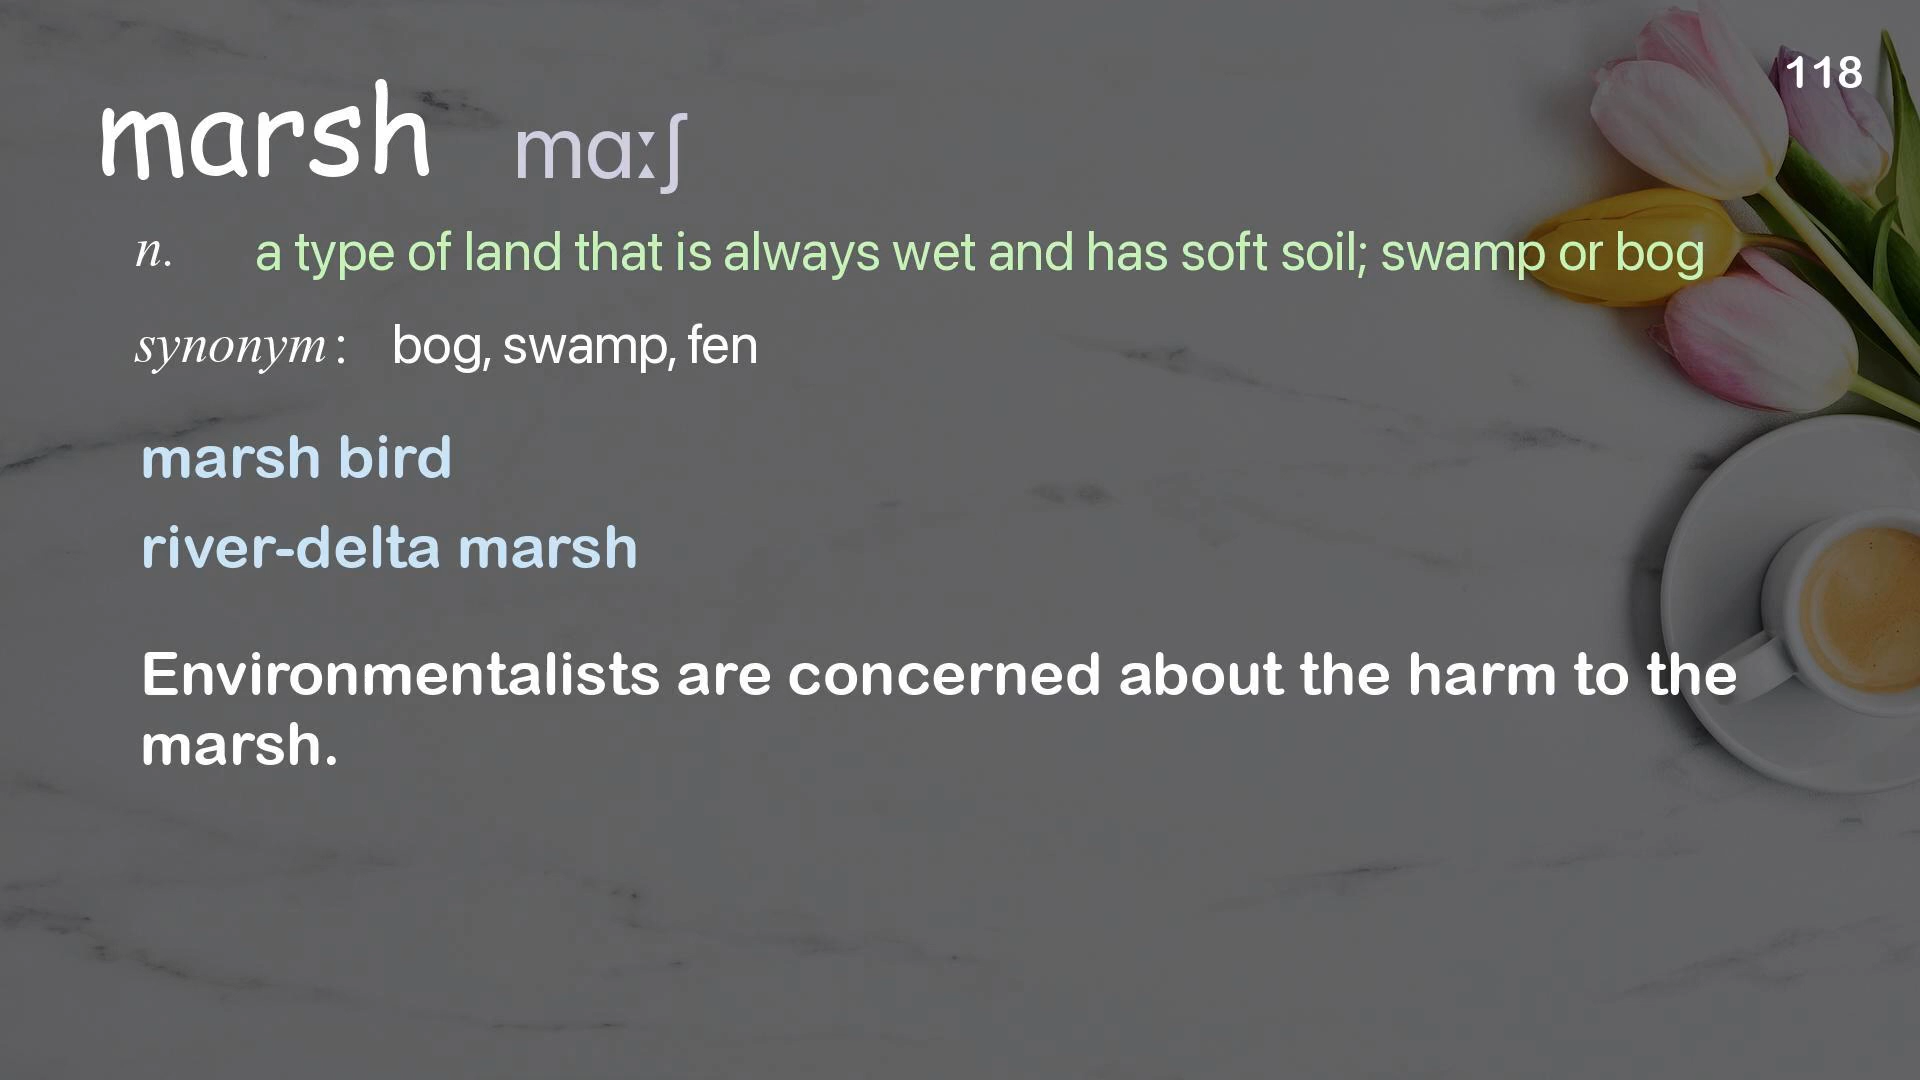 118
marsh mɑːʃ
n. a type of land that is always wet and has soft soil; swamp or bog
synonym: bog, swamp, fen
marsh bird
river-delta marsh
Environmentalists are concerned about the harm to the
marsh.